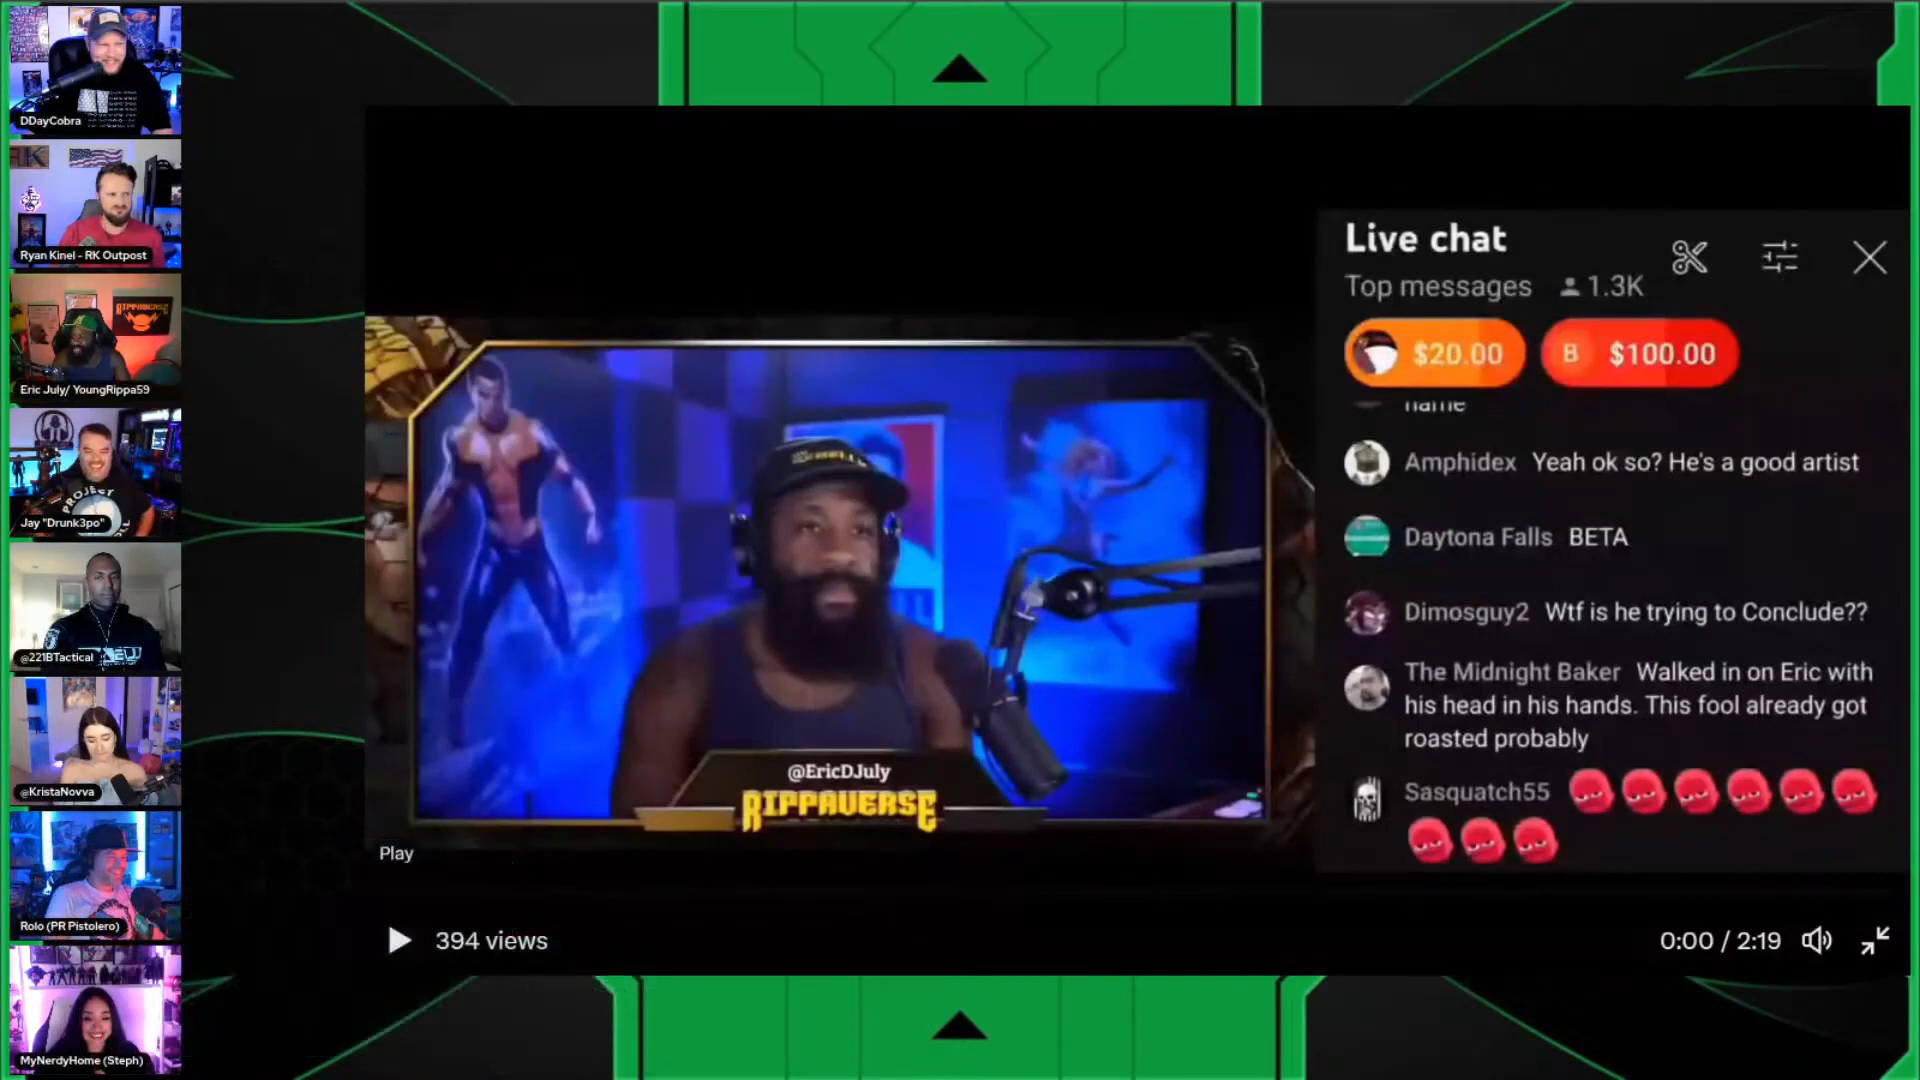 DDayCobra
Ryan Kinel - RK Outpost
RIPPAVERSE
Eric July/ YoungRippa59
PROJECT
Jay "Drunk3po"
@221BTactical
@KristaNovva
Rolo (PR Pistolero)
MyNerdyHome (Steph)
@EricDJuly
RIPPAVERSE
Play
394 views
0:00 / 2:19
Live chat
Top messages 1.3K
$20.00
B $100.00
name
Amphidex Yeah ok so? He's a good artist
Daytona Falls BETA
Dimosguy2 Wtf is he trying to Conclude??
The Midnight Baker Walked in on Eric with
his head in his hands. This fool already got
roasted probably
Sasquatch55